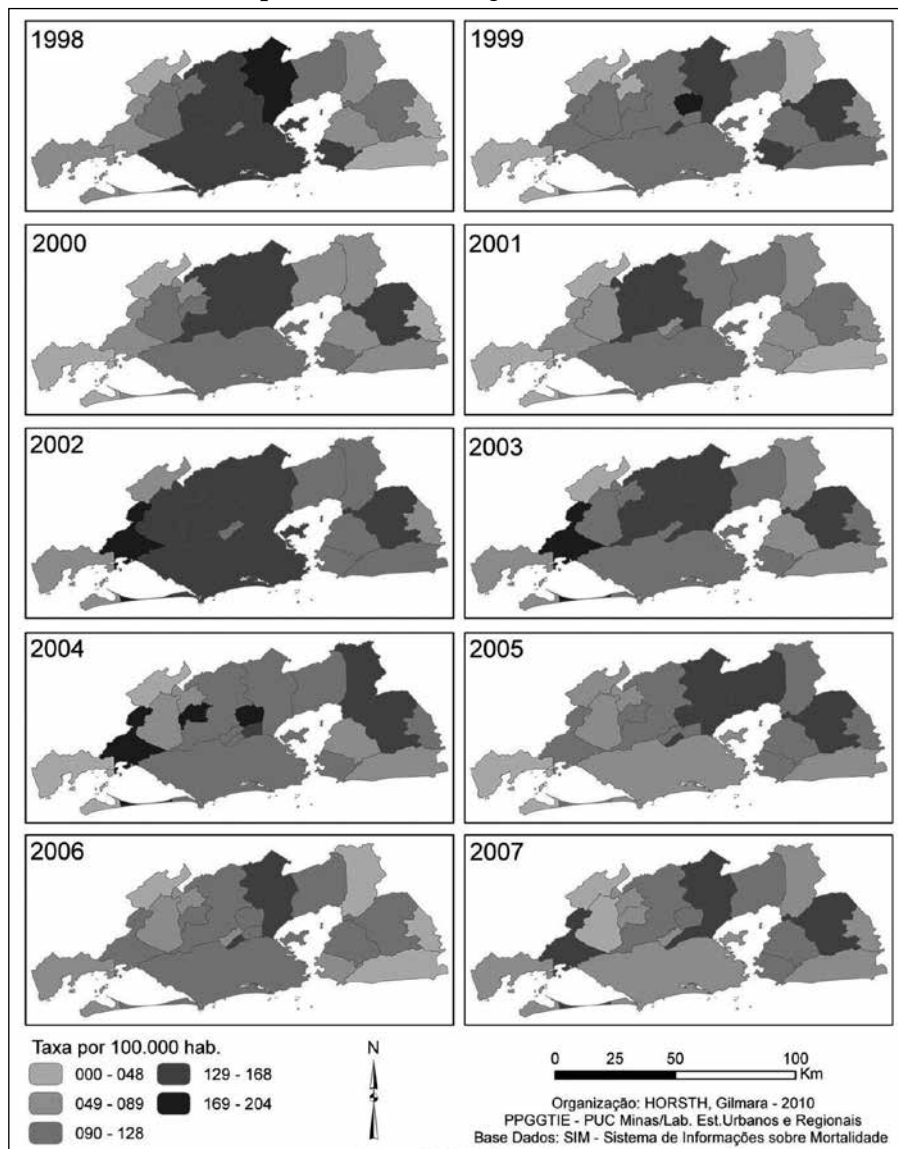 1998
1999
2000
2001
2002
2003
2004
2005
2006
2007
Taxa por 100.000 hab.
000 - 048
129 - 168
049 - 089
169 - 204
090 - 128
N
0 25 50 100
Km
Organização: HORSTH, Gilmara - 2010
PPGGTIE - PUC Minas/Lab. Est.Urbanos e Regionais
Base Dados: SIM - Sistema de Informações sobre Mortalidade